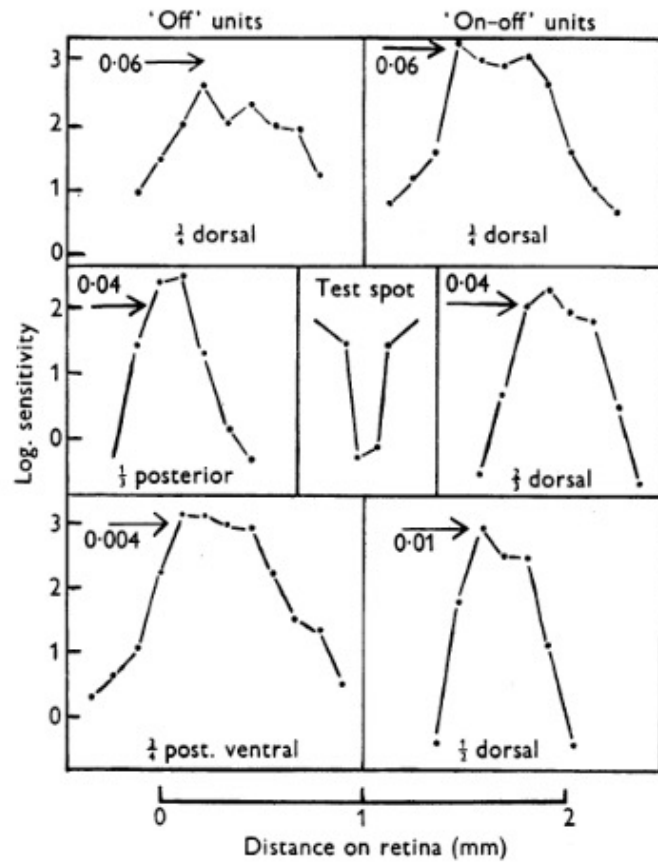 'Off' units 'On-off' units
3 0·06 0·06
2
1
0 ¾ dorsal ¾ dorsal
0·04 Test spot 0·04
2
1
0
⅓ posterior ⅔ dorsal
3 0·004 0·01
2
1
0
¾ post. ventral ½ dorsal
Log. sensitivity
0 1 2
Distance on retina (mm)